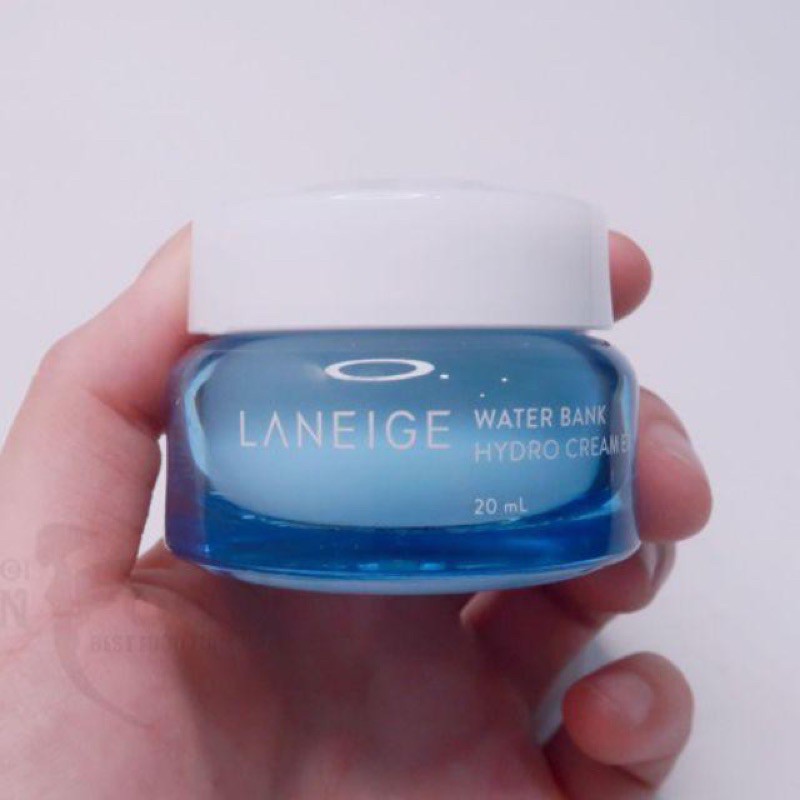 LANEIGE
WATER BANK
HYDRO CREAM
20 mL